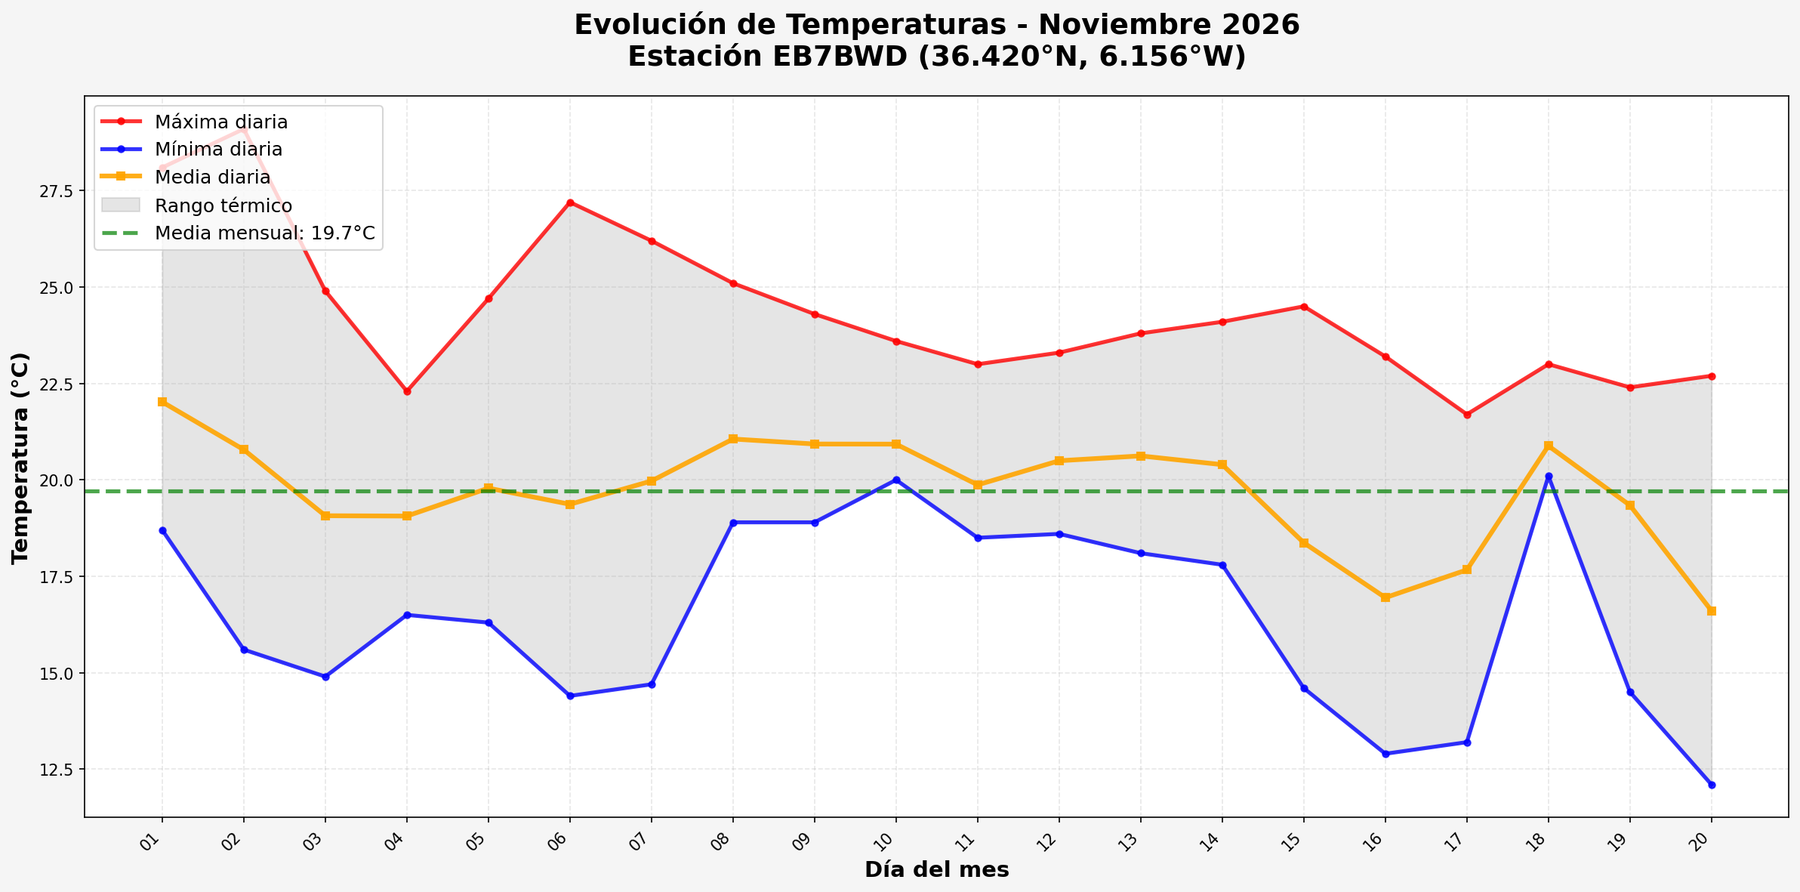 Evolución de Temperaturas - Noviembre 2026
Estación EB7BWD (36.420°N, 6.156°W)
Máxima diaria
Mínima diaria
Media diaria
Rango térmico
Media mensual: 19.7°C
Temperatura (°C)
27.5
25.0
22.5
20.0
17.5
15.0
12.5
01 02 03 04 05 06 07 08 09 10 11 12 13 14 15 16 17 18 19 20
Día del mes